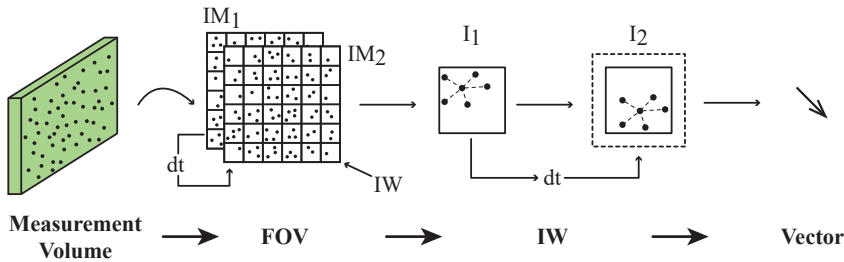 IM1
IM2
I1
I2
dt
IW
dt
Measurement
Volume
FOV
IW
Vector